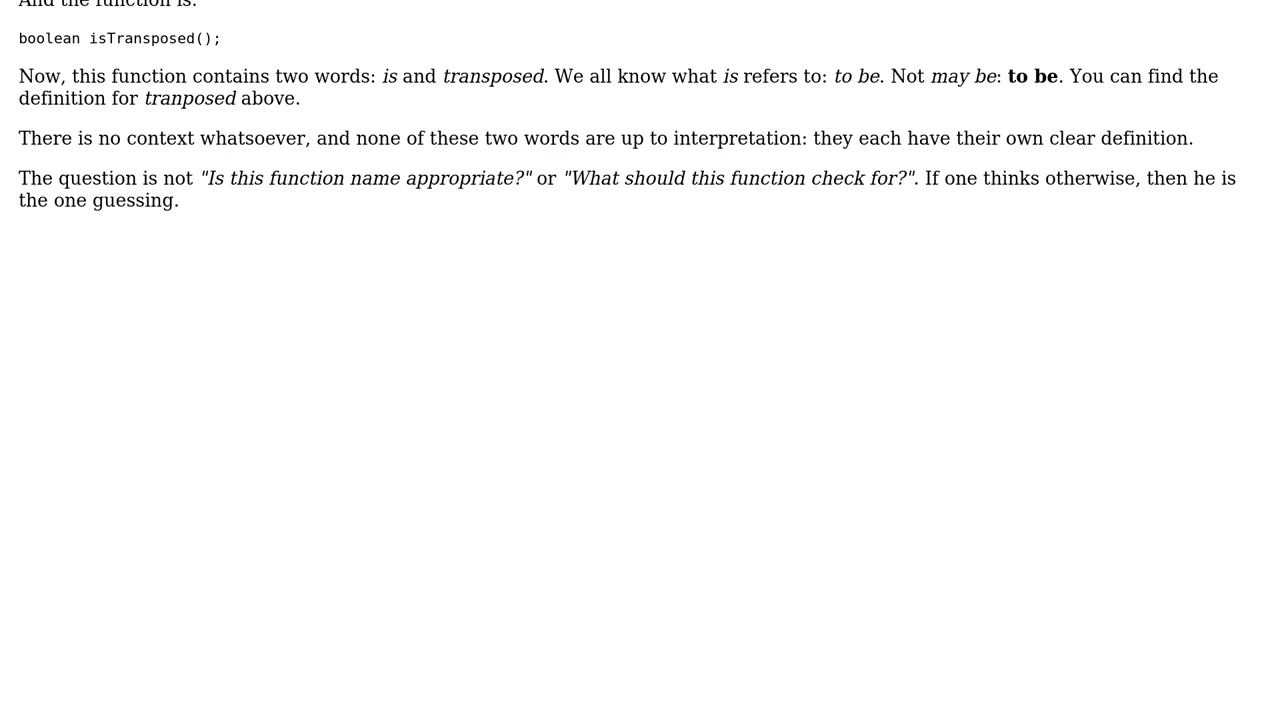 And the function is:
boolean isTransposed();
Now, this function contains two words: is and transposed. We all know what is refers to: to be. Not may be: to be. You can find the
definition for tranposed above.
There is no context whatsoever, and none of these two words are up to interpretation: they each have their own clear definition.
The question is not "Is this function name appropriate?" or "What should this function check for?". If one thinks otherwise, then he is
the one guessing.